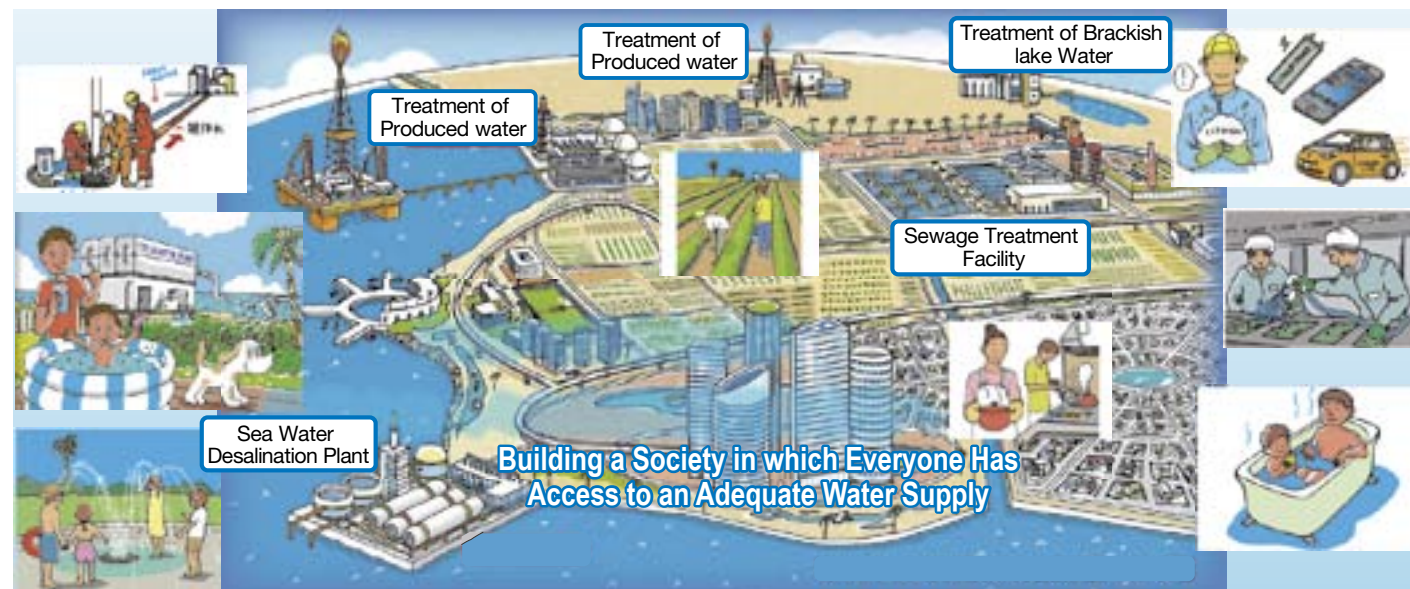 Treatment of
Produced water
Treatment of Brackish
lake Water
Treatment of
Produced water
Sewage Treatment
Facility
Sea Water
Desalination Plant
Building a Society in which Everyone Has
Access to an Adequate Water Supply